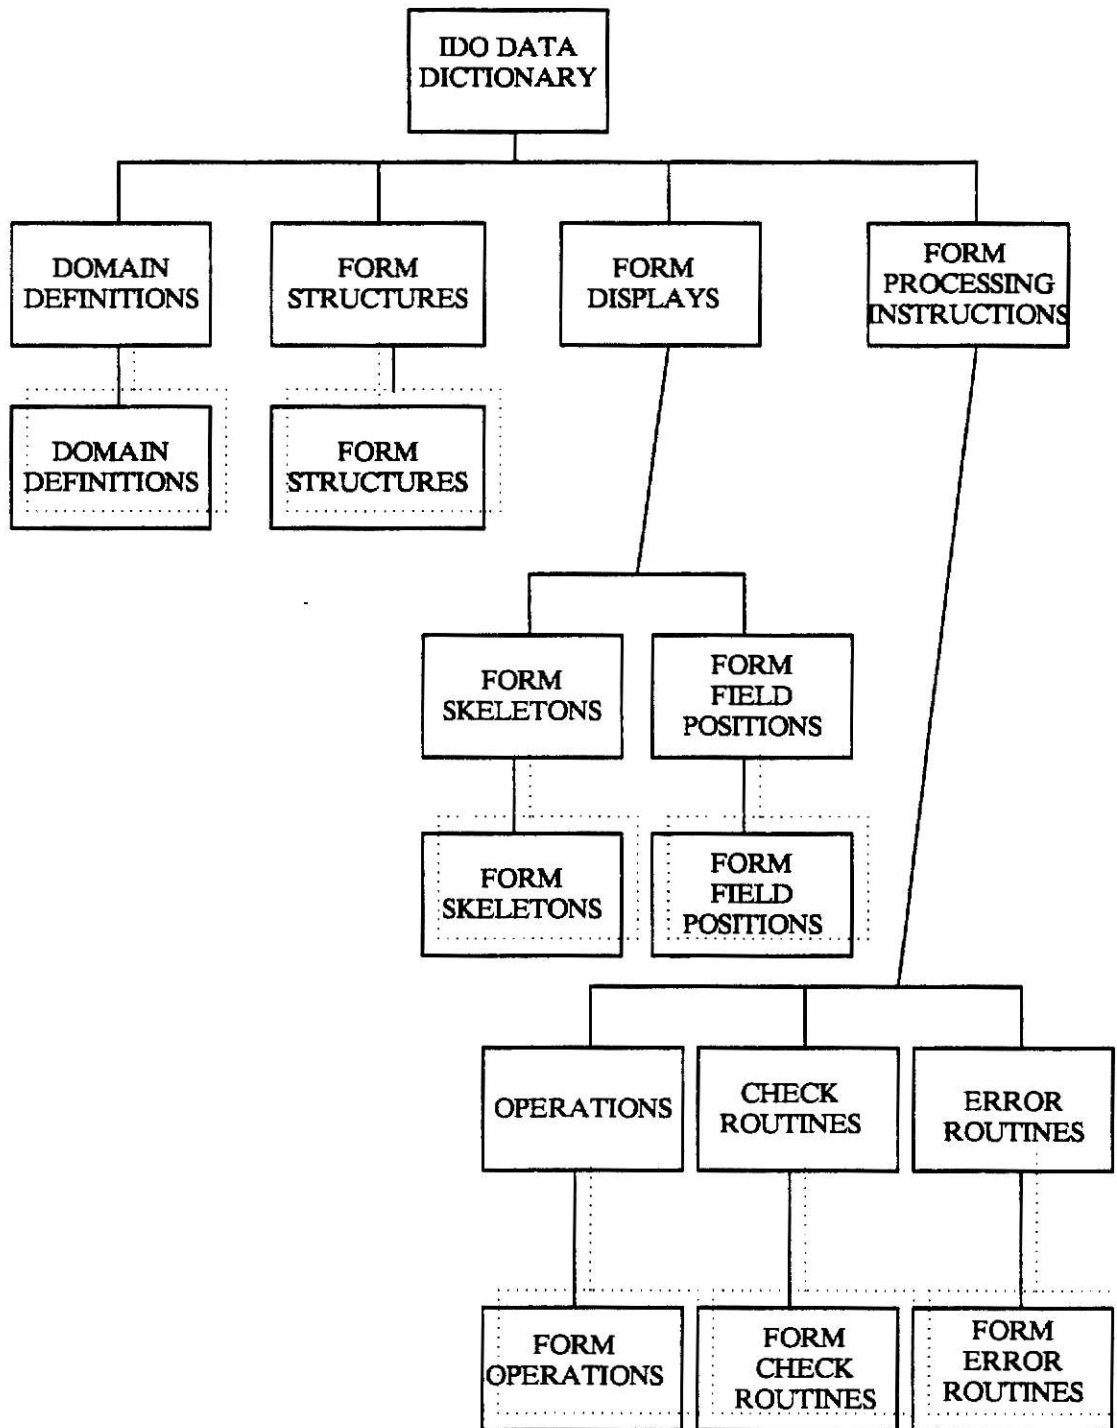 IDO DATA
DICTIONARY
DOMAIN
DEFINITIONS
FORM
STRUCTURES
FORM
DISPLAYS
FORM
PROCESSING
INSTRUCTIONS
DOMAIN
DEFINITIONS
FORM
STRUCTURES
FORM
SKELETONS
FORM
FIELD
POSITIONS
FORM
SKELETONS
FORM
FIELD
POSITIONS
OPERATIONS
CHECK
ROUTINES
ERROR
ROUTINES
FORM
OPERATIONS
FORM
CHECK
ROUTINES
FORM
ERROR
ROUTINES